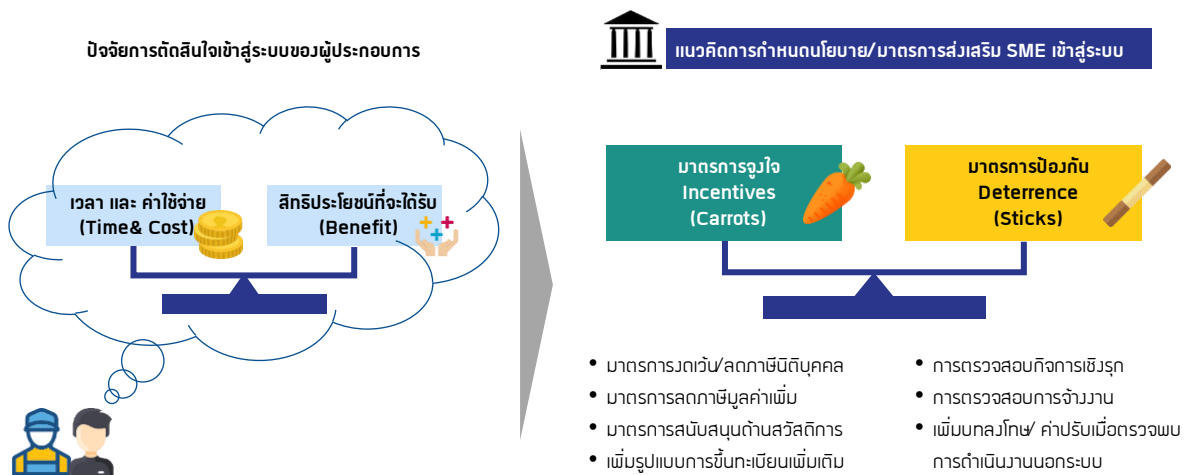 ปัจจัยการตัดสินใจเข้าสู่ระบบของผู้ประกอบการ
เวลา และ ค่าใช้จ่าย
(Time& Cost)
สิทธิประโยชน์ที่จะได้รับ
(Benefit)
แนวคิดการกำหนดนโยบาย/มาตรการส่งเสริม SME เข้าสู่ระบบ
มาตรการจูงใจ
Incentives
(Carrots)
มาตรการป้องกัน
Deterrence
(Sticks)
• มาตรการงดเว้น/ลดภาษีนิติบุคคล
• มาตรการลดภาษีมูลค่าเพิ่ม
• มาตรการสนับสนุนด้านสวัสดิการ
• เพิ่มรูปแบบการขึ้นทะเบียนเพิ่มเติม
• การตรวจสอบกิจการเชิงรุก
• การตรวจสอบการจ้างงาน
• เพิ่มบทลงโทษ/ ค่าปรับเมื่อตรวจพบ
การดำเนินงานนอกระบบ